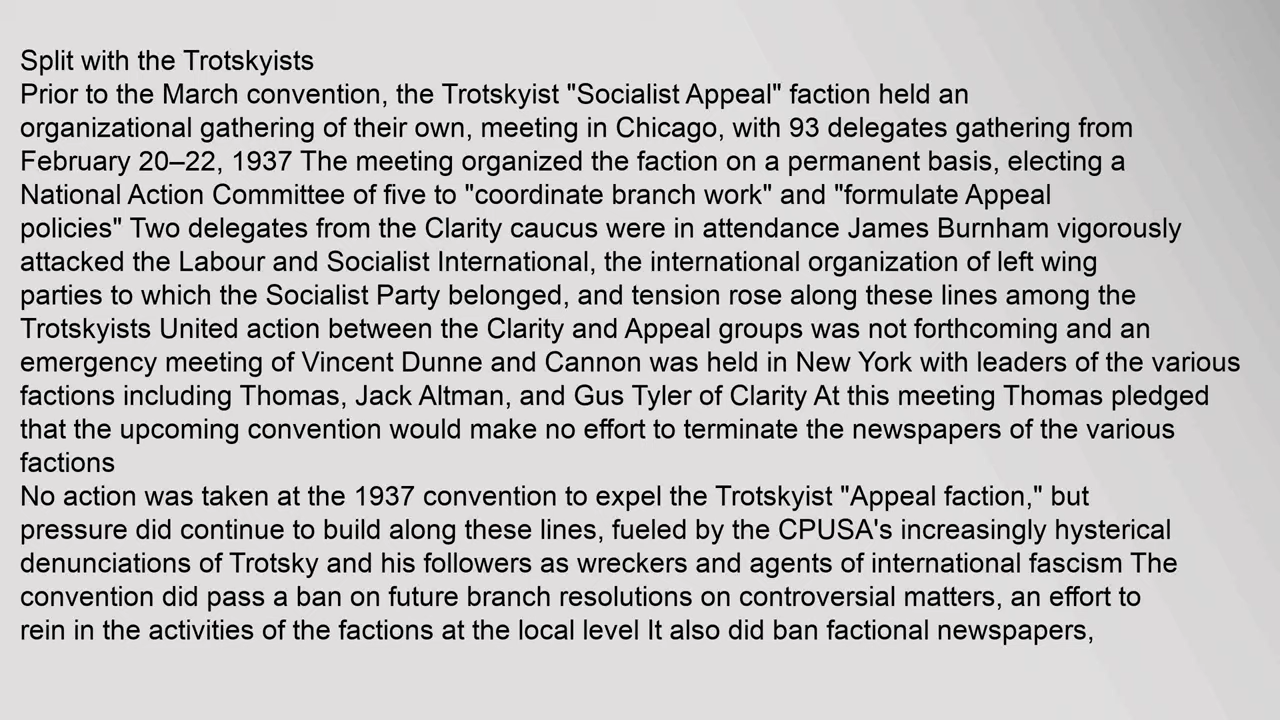 Split with the Trotskyists
Prior to the March convention, the Trotskyist "Socialist Appeal" faction held an
organizational gathering of their own, meeting in Chicago, with 93 delegates gathering from
February 20–22, 1937 The meeting organized the faction on a permanent basis, electing a
National Action Committee of five to "coordinate branch work" and "formulate Appeal
policies" Two delegates from the Clarity caucus were in attendance James Burnham vigorously
attacked the Labour and Socialist International, the international organization of left wing
parties to which the Socialist Party belonged, and tension rose along these lines among the
Trotskyists United action between the Clarity and Appeal groups was not forthcoming and an
emergency meeting of Vincent Dunne and Cannon was held in New York with leaders of the various
factions including Thomas, Jack Altman, and Gus Tyler of Clarity At this meeting Thomas pledged
that the upcoming convention would make no effort to terminate the newspapers of the various
factions
No action was taken at the 1937 convention to expel the Trotskyist "Appeal faction," but
pressure did continue to build along these lines, fueled by the CPUSA's increasingly hysterical
denunciations of Trotsky and his followers as wreckers and agents of international fascism The
convention did pass a ban on future branch resolutions on controversial matters, an effort to
rein in the activities of the factions at the local level It also did ban factional newspapers,